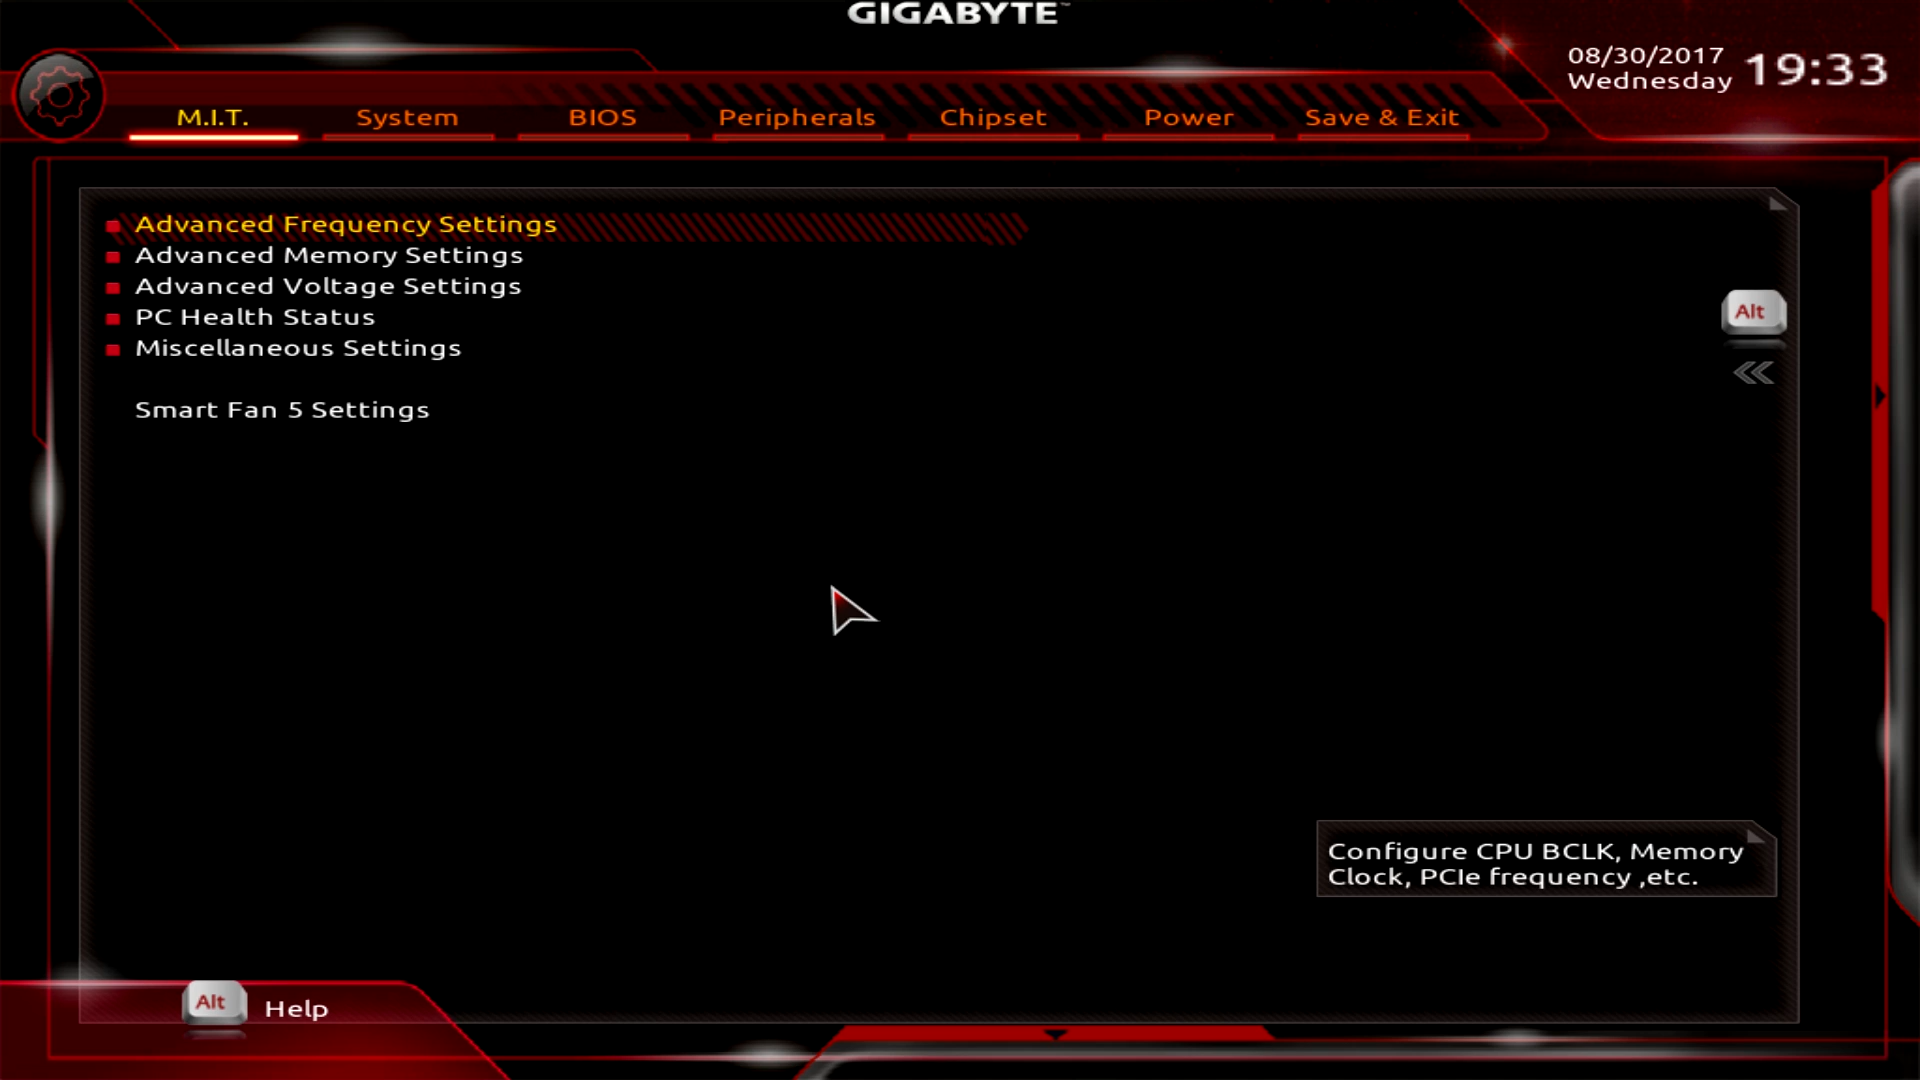 GIGABYTE™
08/30/2017
Wednesday
19:33
M.I.T.
System
BIOS
Peripherals
Chipset
Power
Save & Exit
Advanced Frequency Settings
Advanced Memory Settings
Advanced Voltage Settings
PC Health Status
Miscellaneous Settings
Smart Fan 5 Settings
Alt
Configure CPU BCLK, Memory
Clock, PCIe frequency ,etc.
Alt
Help